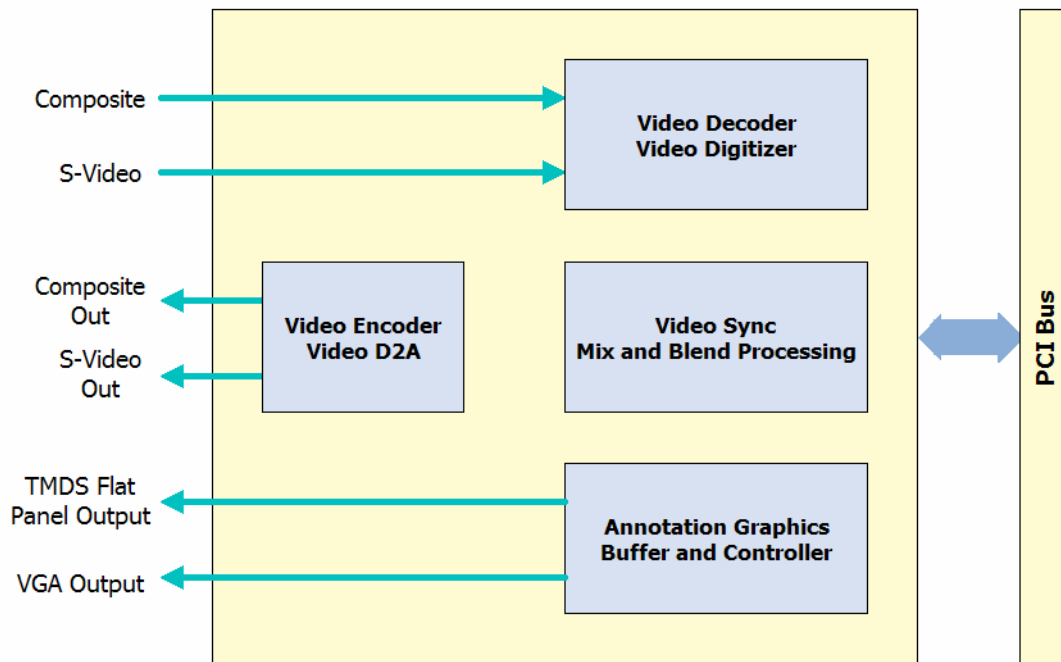 Composite
S-Video
Video Decoder
Video Digitizer
Composite
Out
S-Video
Out
Video Encoder
Video D2A
Video Sync
Mix and Blend Processing
PCI Bus
TMDS Flat
Panel Output
VGA Output
Annotation Graphics
Buffer and Controller